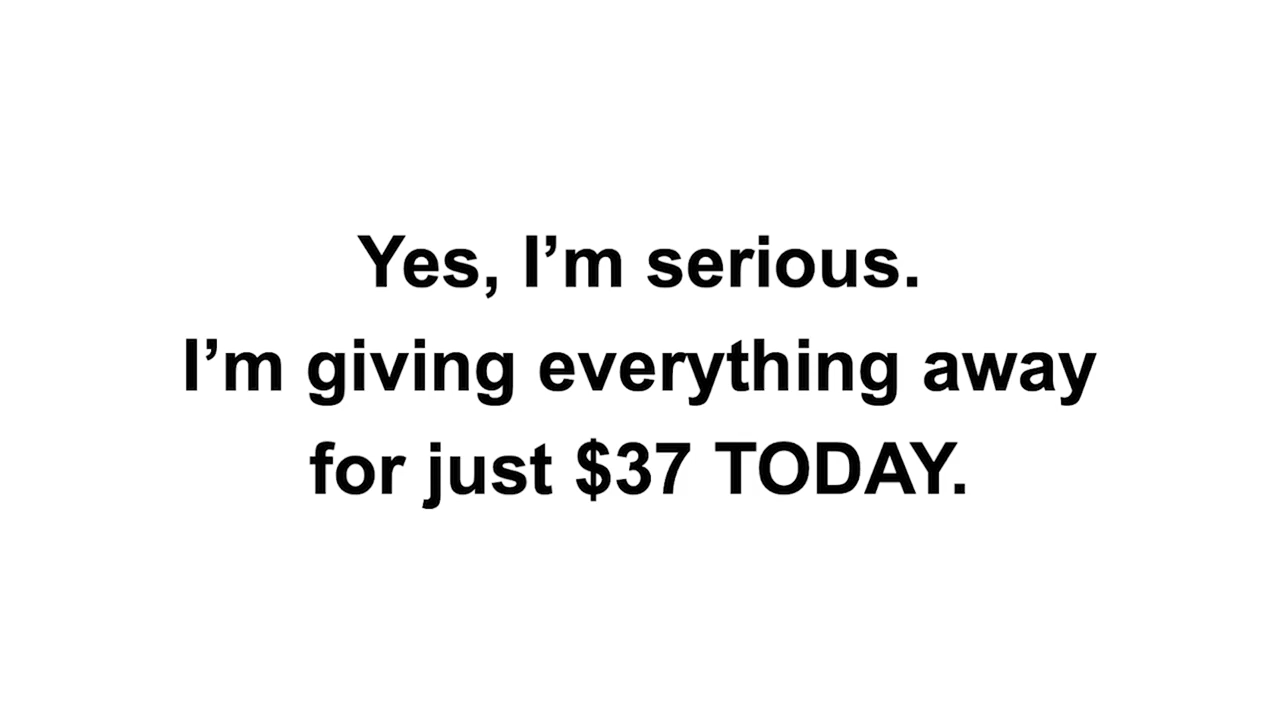 Yes, I’m serious.
I’m giving everything away
for just $37 TODAY.